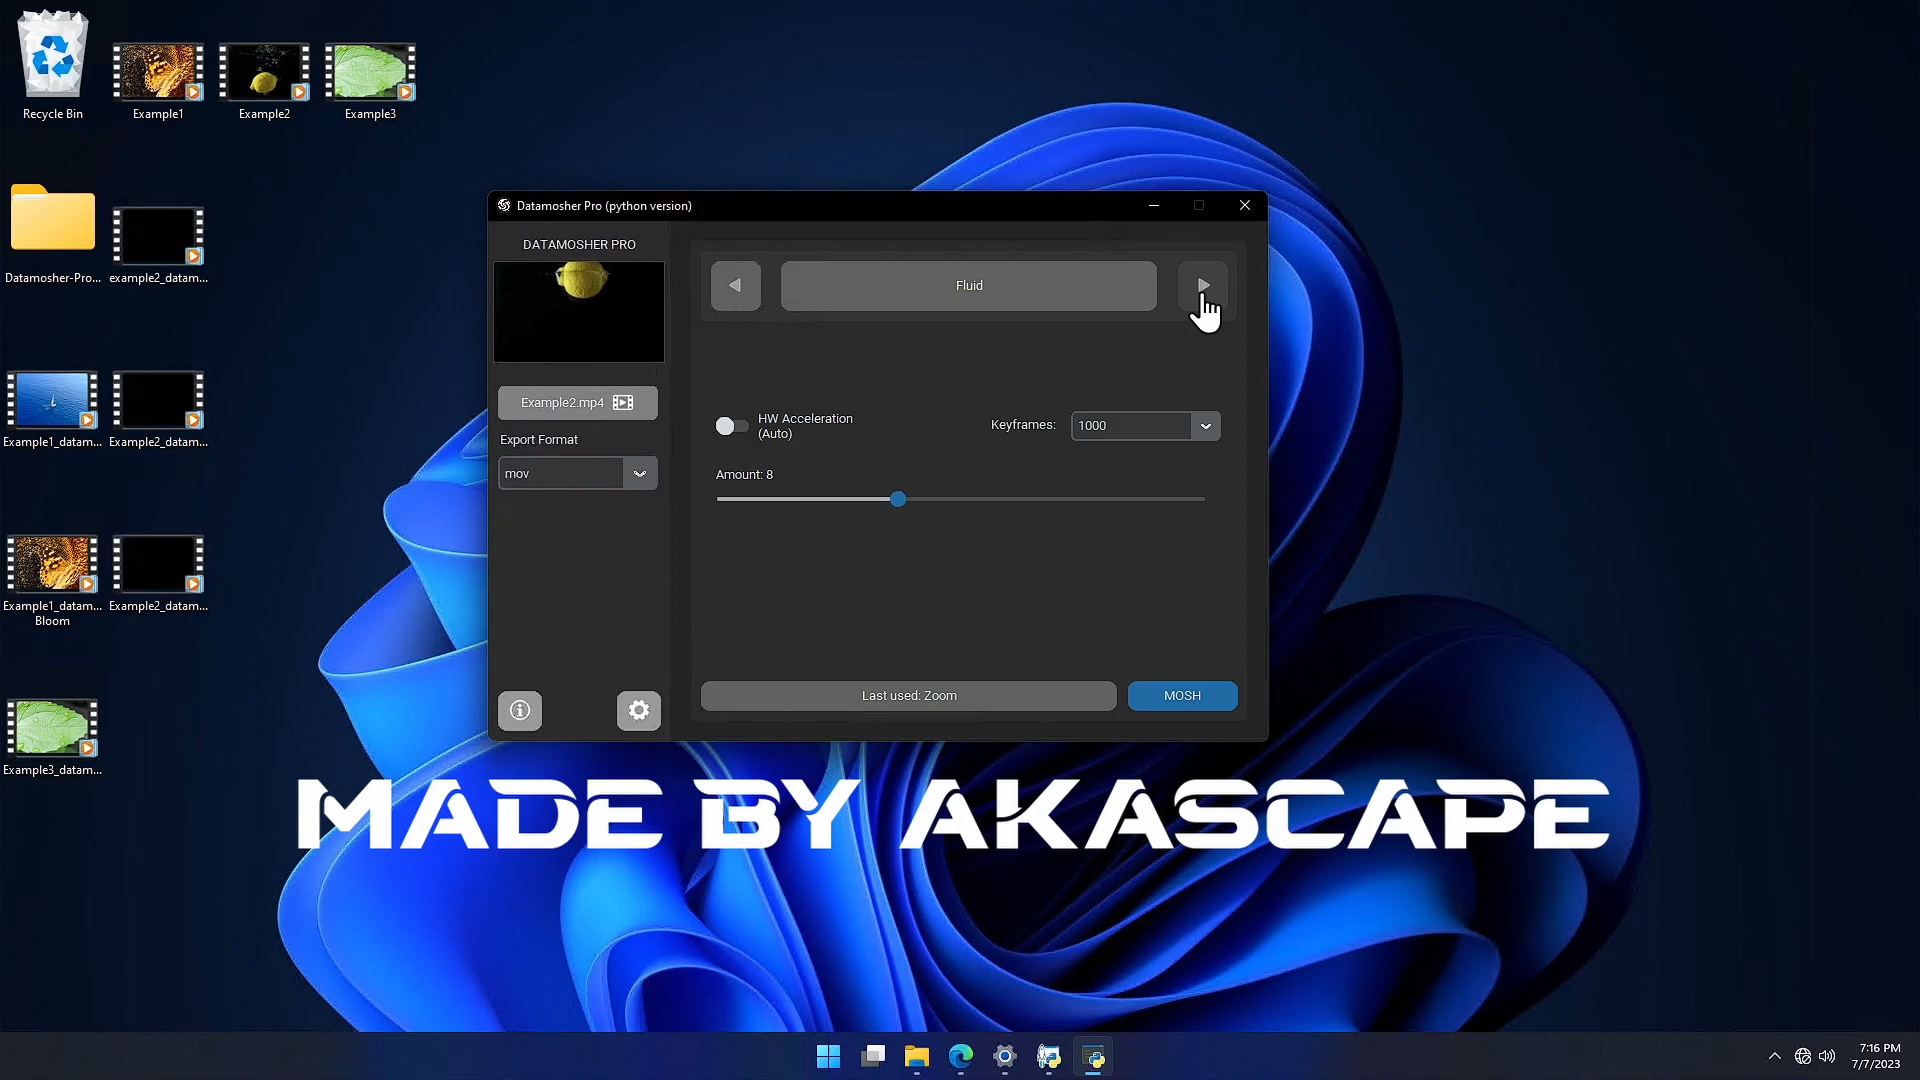 Recycle Bin
Example1
Example2
Example3
Datamosher-Pro...
example2_datam...
Example1_datam...
Example2_datam...
Example1_datam...
Bloom
Example2_datam...
Example3_datam...
Datamosher Pro (python version)
DATAMOSHER PRO
Example2.mp4
Export Format
mov
Fluid
HW Acceleration
(Auto)
Keyframes:
1000
Amount: 8
Last used: Zoom
MOSH
MADE BY AKASCAPE
7:16 PM
7/7/2023